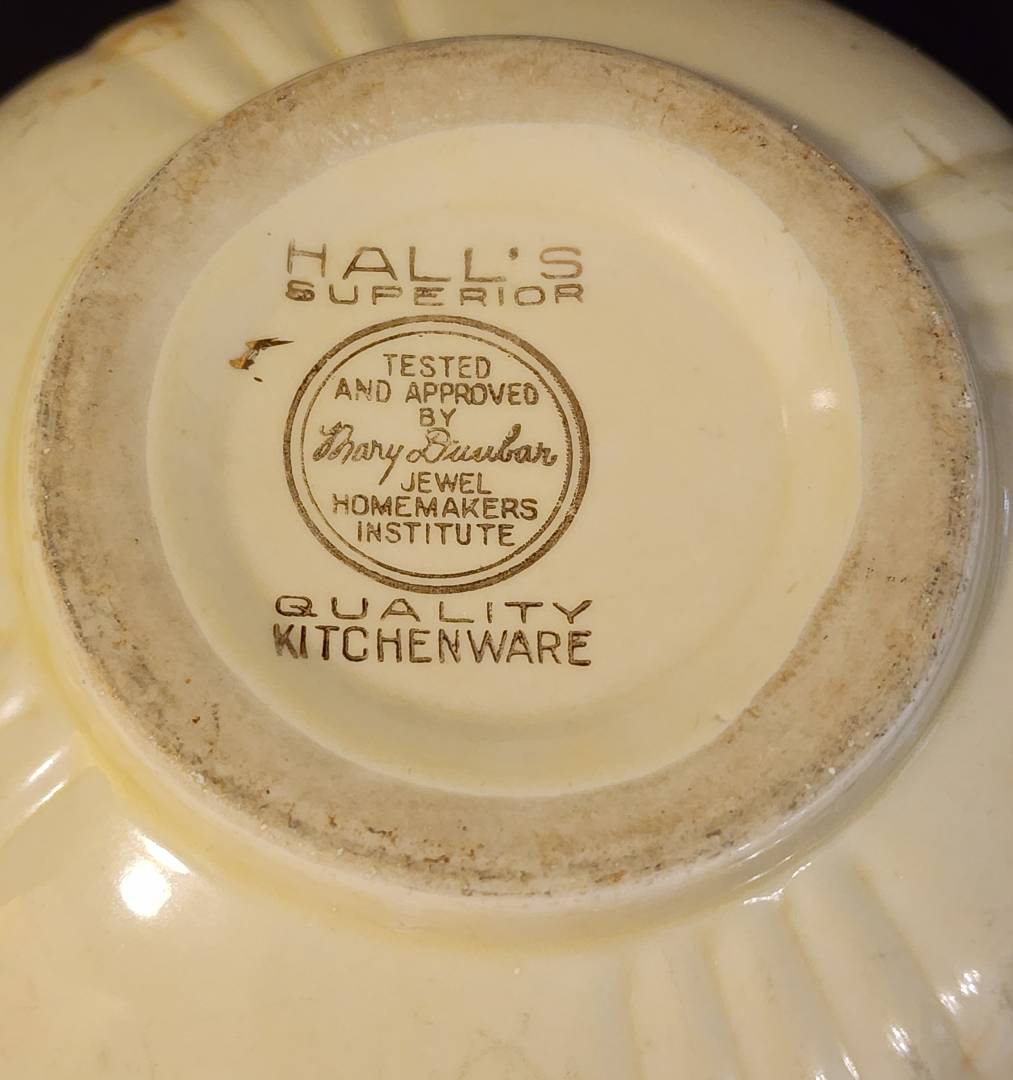 HALL'S
SUPERIOR
TESTED
AND APPROVED
BY
Mary Dunbar
JEWEL
HOMEMAKERS
INSTITUTE
QUALITY
KITCHENWARE